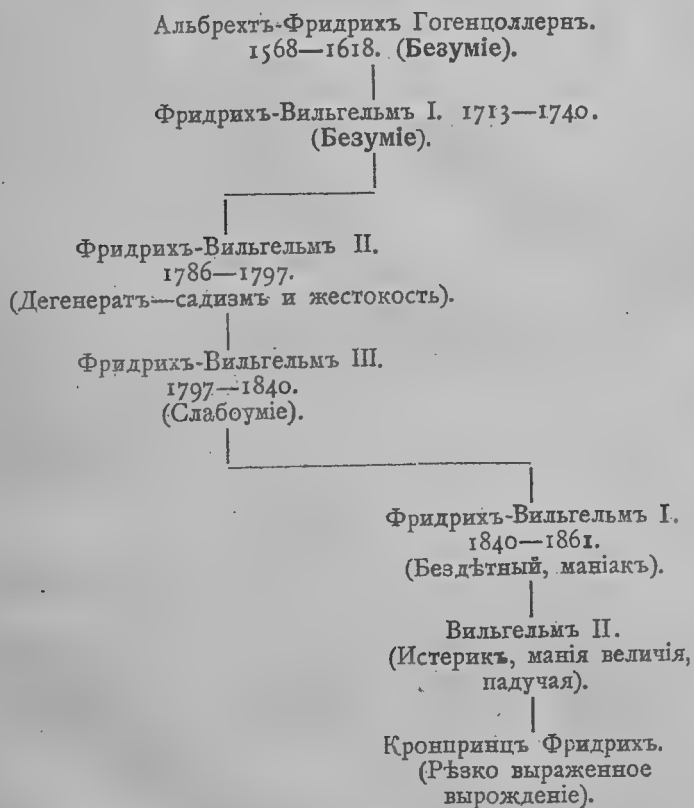 Альбрехтъ-Фридрихъ Гогенцоллернъ.
1568—1618. (Безуміе).
Фридрихъ-Вильгельмъ I. 1713—1740.
(Безуміе).
Фридрихъ-Вильгельмъ II.
1786—1797.
(Дегенератъ—садизмъ и жестокость).
Фридрихъ-Вильгельмъ III.
1797—1840.
(Слабоуміе).
Фридрихъ-Вильгельмъ I.
1840—1861.
(Бездѣтный, маніакъ).
Вильгельмъ II.
(Истерикъ, манія величія,
падучая).
Кронпринцъ Фридрихъ.
(Рѣзко выраженное
вырожденіе).